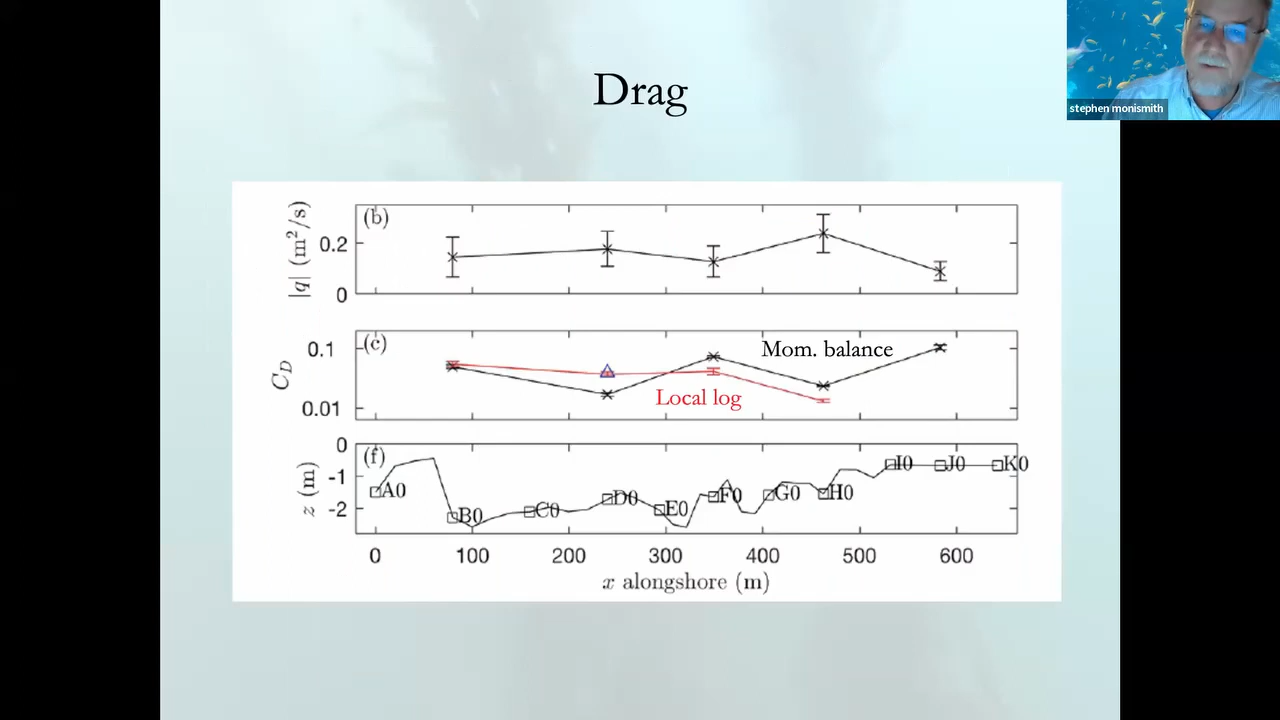 stephen monismith
Drag
(b)
|q| (m²/s)
0.2
0
(c)
C_D
0.1
0.01
Mom. balance
Local log
(f)
z (m)
0
-1
-2
A0 B0 C0 D0 E0 F0 G0 H0 I0 J0 K0
0 100 200 300 400 500 600
x alongshore (m)